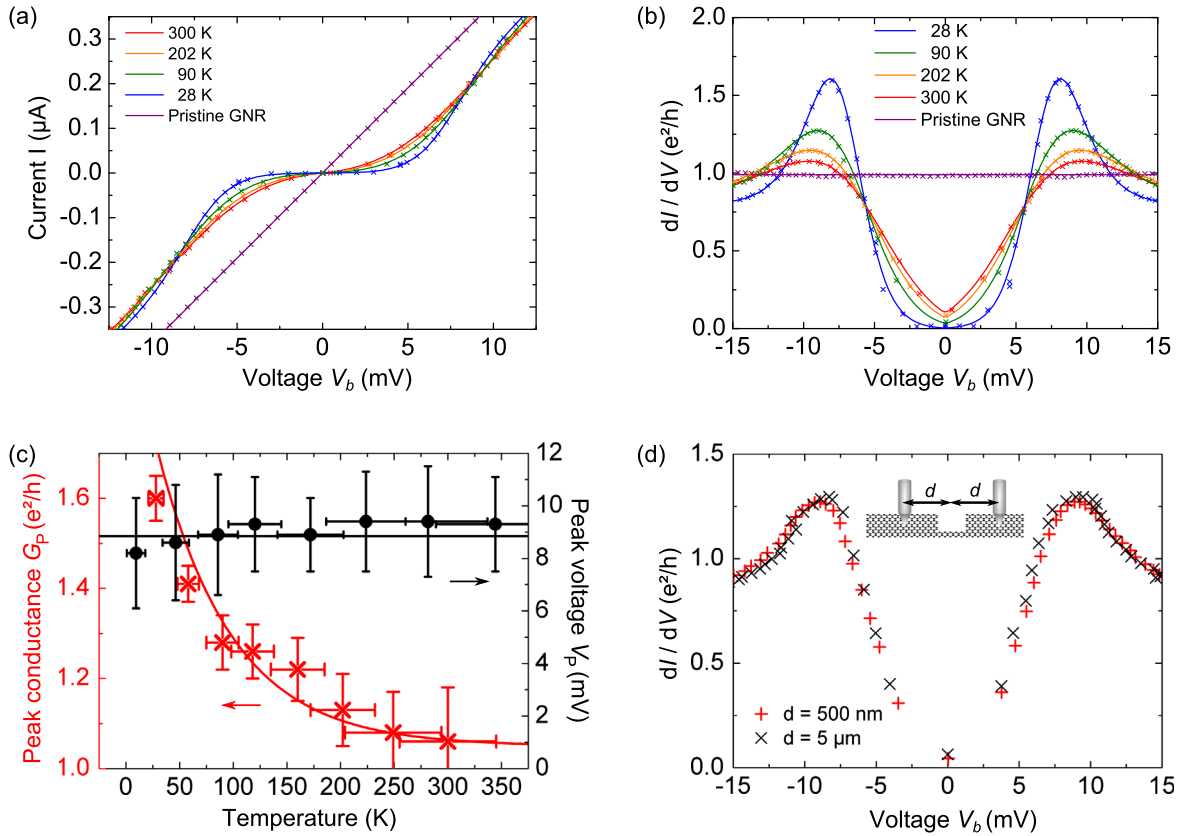 (a)
300 K
202 K
90 K
28 K
Pristine GNR
Current I (µA)
0.3
0.2
0.1
0.0
-0.1
-0.2
-0.3
-10
-5
0
5
10
Voltage Vb (mV)
(b)
28 K
90 K
202 K
300 K
Pristine GNR
dI / dV (e²/h)
2.0
1.5
1.0
0.5
0.0
-15
-10
-5
0
5
10
15
Voltage Vb (mV)
(c)
Peak conductance GP (e²/h)
1.6
1.4
1.2
1.0
12
10
8
6
4
2
0
Peak voltage VP (mV)
0
50
100
150
200
250
300
350
Temperature (K)
(d)
d
d
dI / dV (e²/h)
1.5
1.0
0.5
0.0
d = 500 nm
d = 5 µm
-15
-10
-5
0
5
10
15
Voltage Vb (mV)